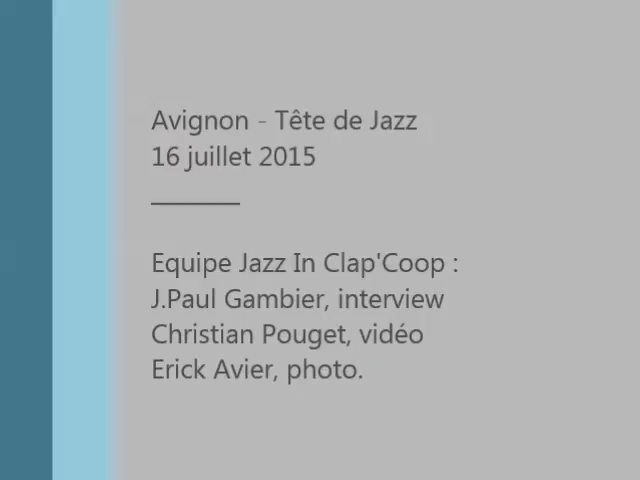 Avignon - Tête de Jazz
16 juillet 2015
Equipe Jazz In Clap'Coop :
J.Paul Gambier, interview
Christian Pouget, vidéo
Erick Avier, photo.